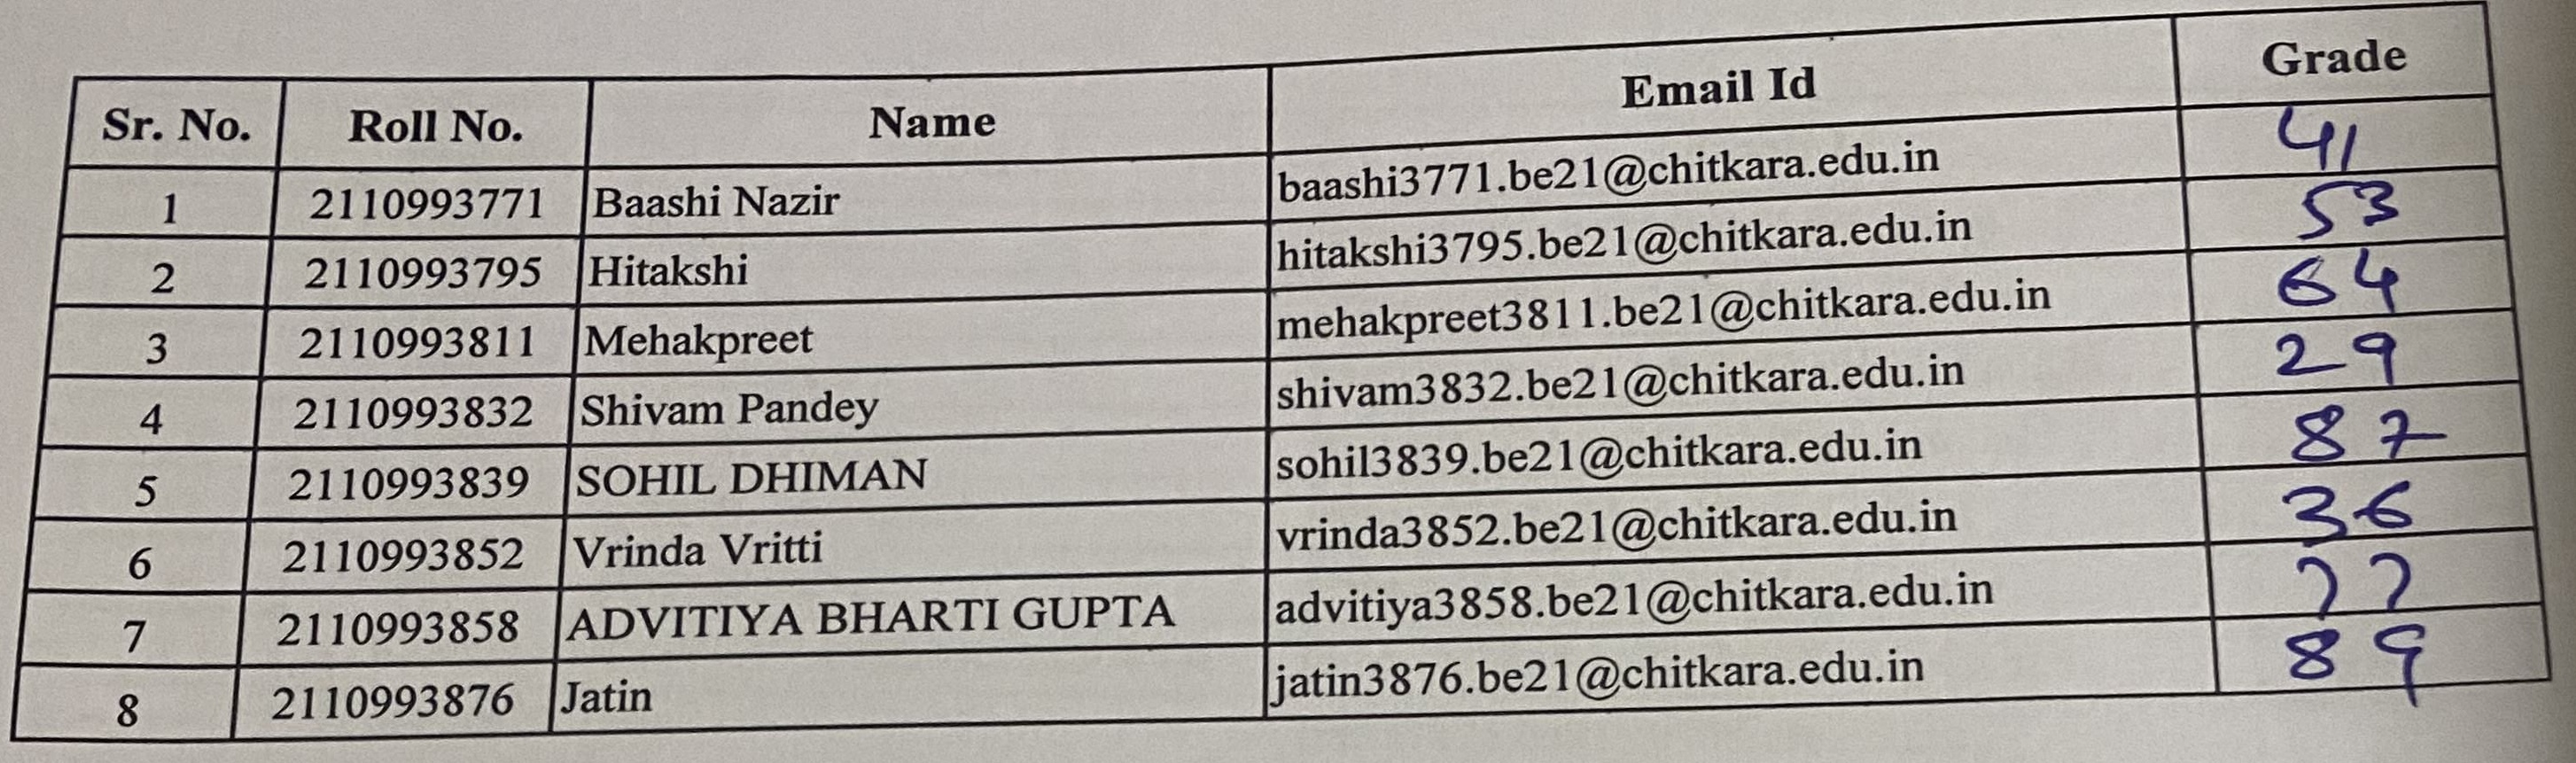 Sr. No. Roll No. Name Email Id Grade
1 2110993771 Baashi Nazir baashi3771.be21@chitkara.edu.in 41
2 2110993795 Hitakshi hitakshi3795.be21@chitkara.edu.in 53
3 2110993811 Mehakpreet mehakpreet3811.be21@chitkara.edu.in 64
4 2110993832 Shivam Pandey shivam3832.be21@chitkara.edu.in 29
5 2110993839 SOHIL DHIMAN sohil3839.be21@chitkara.edu.in 87
6 2110993852 Vrinda Vritti vrinda3852.be21@chitkara.edu.in 36
7 2110993858 ADVITIYA BHARTI GUPTA advitiya3858.be21@chitkara.edu.in 77
8 2110993876 Jatin jatin3876.be21@chitkara.edu.in 89